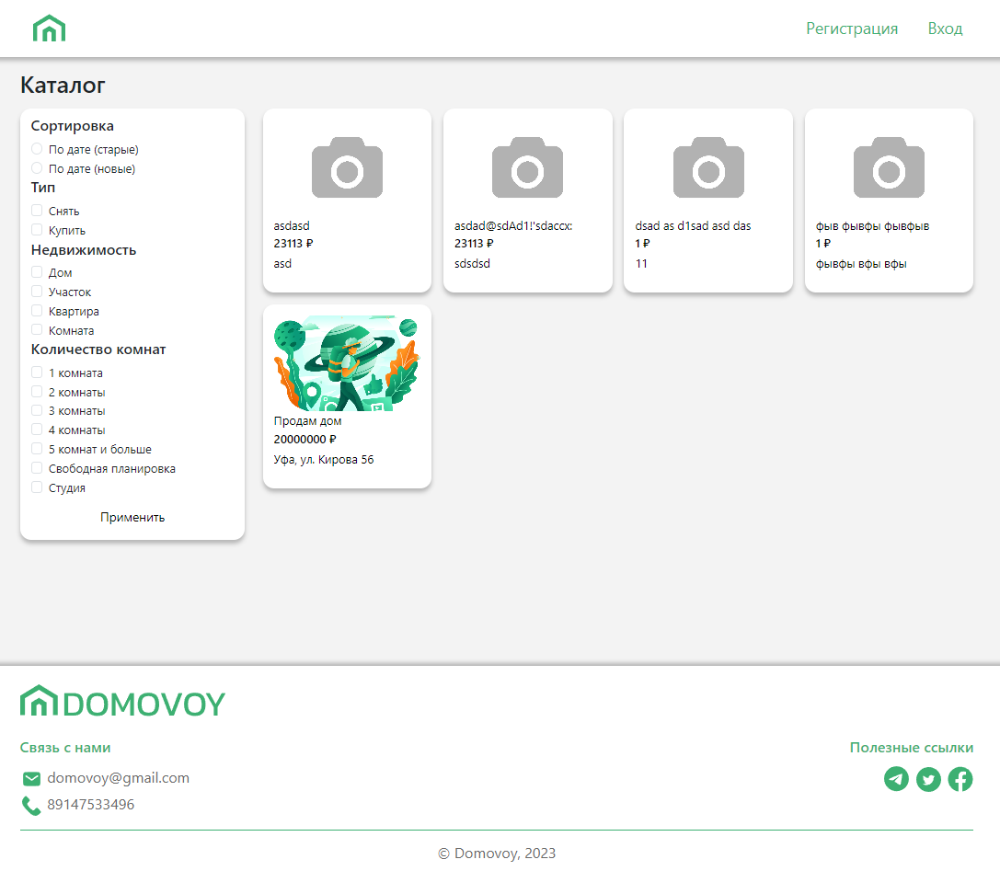 Регистрация Вход
Каталог
Сортировка
По дате (старые)
По дате (новые)
Тип
Снять
Купить
Недвижимость
Дом
Участок
Квартира
Комната
Количество комнат
1 комната
2 комнаты
3 комнаты
4 комнаты
5 комнат и больше
Свободная планировка
Студия
Применить
asdasd
23113 ₽
asd
asdad@sdAd1!'sdaccx:
23113 ₽
sdsdsd
dsad as d1sad asd das
1 ₽
11
фыв фывфы фывфыв
1 ₽
фывфы вфы вфы
Продам дом
20000000 ₽
Уфа, ул. Кирова 56
DOMOVOY
Связь с нами
domovoy@gmail.com
89147533496
Полезные ссылки
© Domovoy, 2023